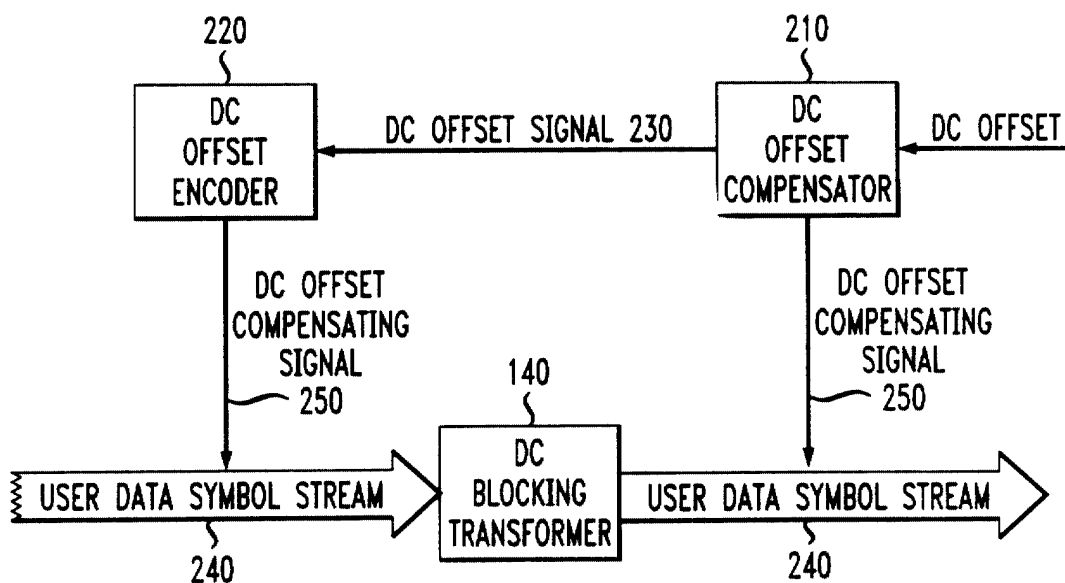 220
210
DC
OFFSET
ENCODER
DC OFFSET SIGNAL 230
DC
OFFSET
COMPENSATOR
DC OFFSET
DC OFFSET
COMPENSATING
SIGNAL
250
DC OFFSET
COMPENSATING
SIGNAL
250
140
USER DATA SYMBOL STREAM
DC
BLOCKING
TRANSFORMER
USER DATA SYMBOL STREAM
240
240